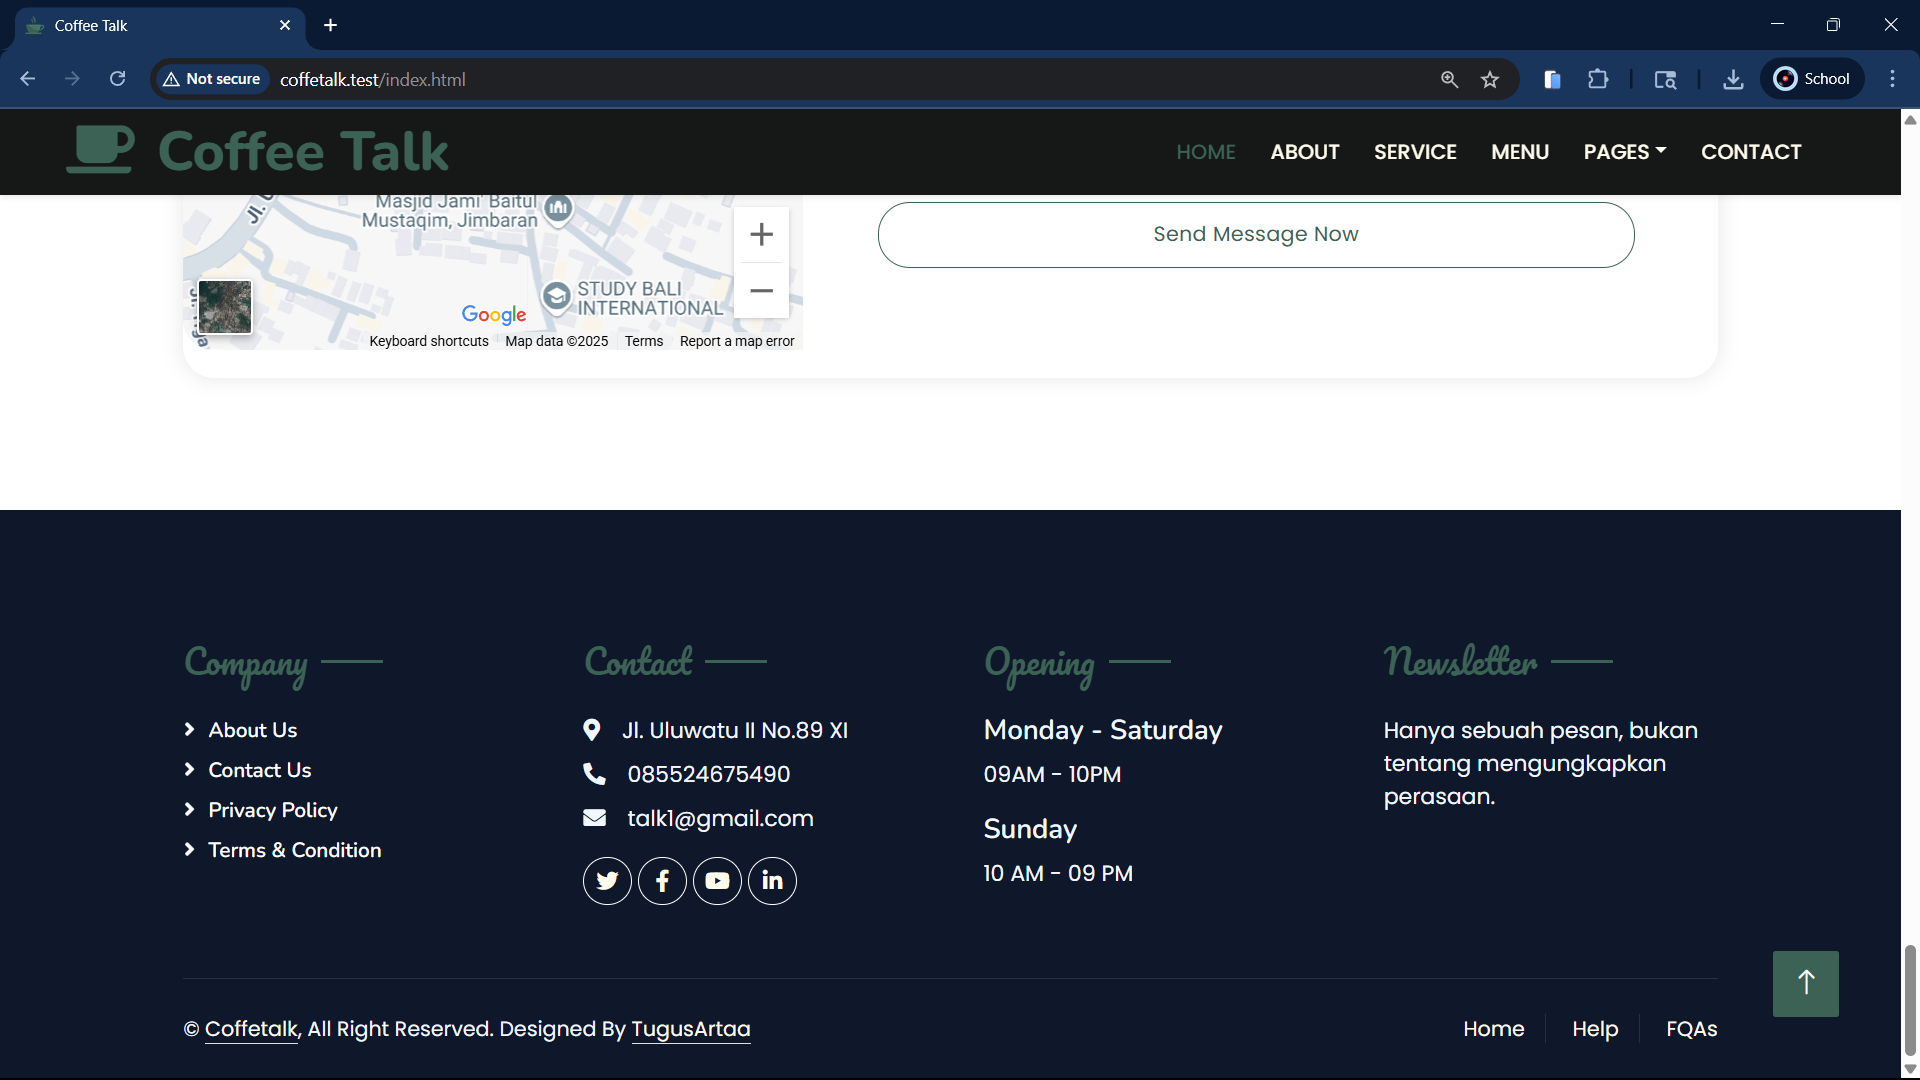 Coffee Talk
Not secure
coffetalk.test/index.html
School
Coffee Talk
HOME
ABOUT
SERVICE
MENU
PAGES
CONTACT
Masjid Jami' Baitul
Mustaqim, Jimbaran
STUDY BALI
INTERNATIONAL
Google
Keyboard shortcuts
Map data ©2025
Terms
Report a map error
Send Message Now
Company
About Us
Contact Us
Privacy Policy
Terms & Condition
Contact
Jl. Uluwatu II No.89 XI
085524675490
talk1@gmail.com
Opening
Monday - Saturday
09AM - 10PM
Sunday
10 AM - 09 PM
Newsletter
Hanya sebuah pesan, bukan
tentang mengungkapkan
perasaan.
© Coffetalk, All Right Reserved. Designed By TugusArtaa
Home
Help
FQAs